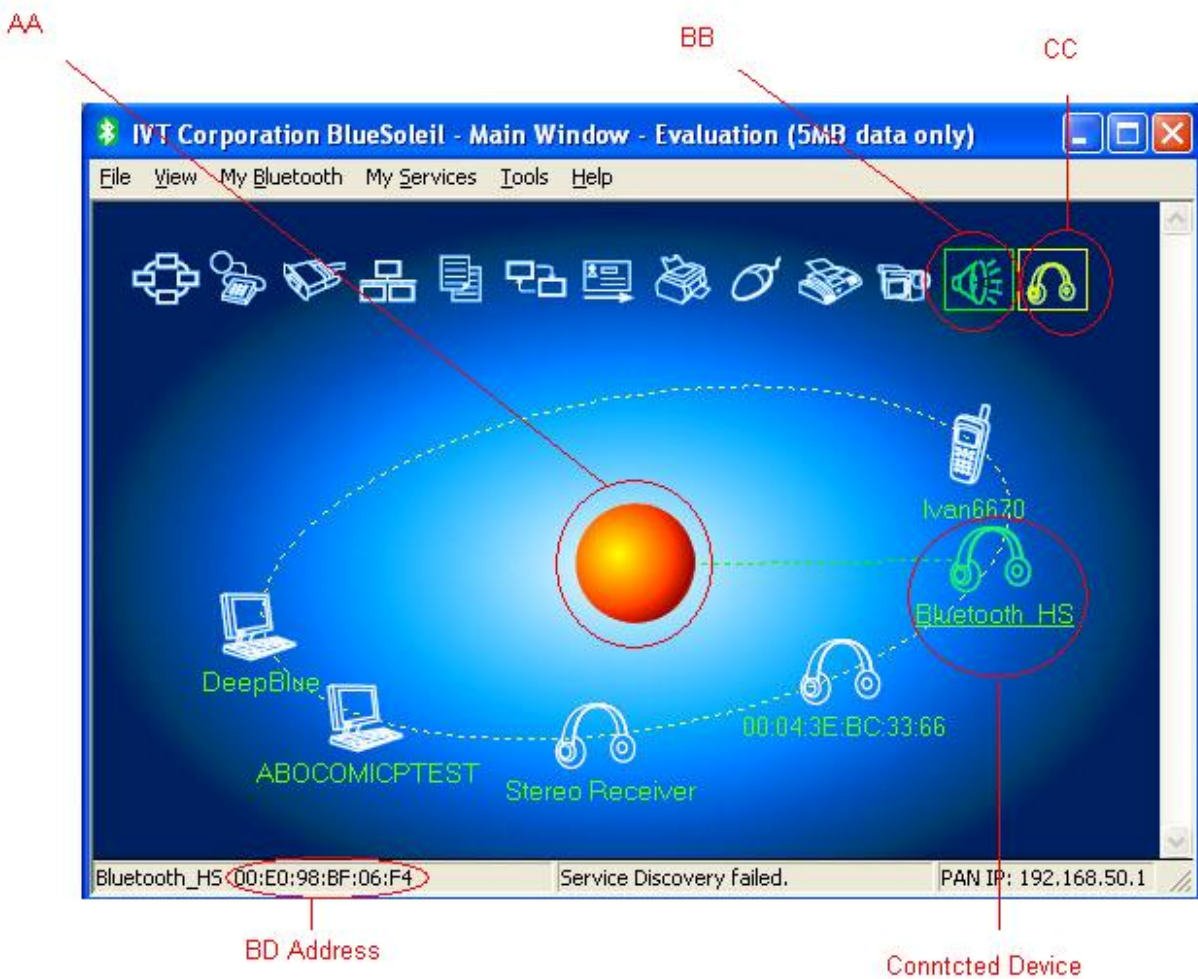 AA
BB
CC
IVT Corporation BlueSoleil - Main Window - Evaluation (5MB data only)
File View My Bluetooth My Services Tools Help
Ivan6670
Bluetooth_HS
DeepBlue
00:04:3E:BC:33:66
ABOCOMICPTEST
Stereo Receiver
Bluetooth_HS 00:E0:98:BF:06:F4 Service Discovery failed. PAN IP: 192.168.50.1
BD Address
Conntcted Device